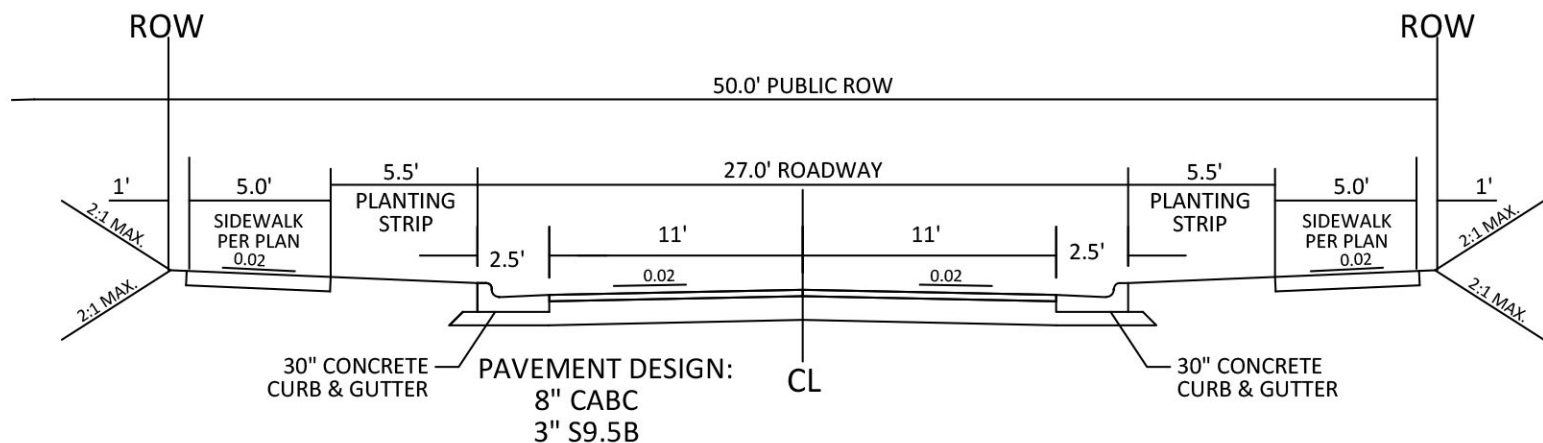 ROW
ROW
50.0' PUBLIC ROW
1'
5.0'
5.5'
27.0' ROADWAY
5.5'
5.0'
1'
SIDEWALK
PER PLAN
0.02
PLANTING
STRIP
PLANTING
STRIP
SIDEWALK
PER PLAN
0.02
2:1 MAX.
2:1 MAX.
2.5'
11'
11'
2.5'
0.02
0.02
2:1 MAX.
2:1 MAX.
30" CONCRETE
CURB & GUTTER
PAVEMENT DESIGN:
8" CABC
3" S9.5B
CL
30" CONCRETE
CURB & GUTTER